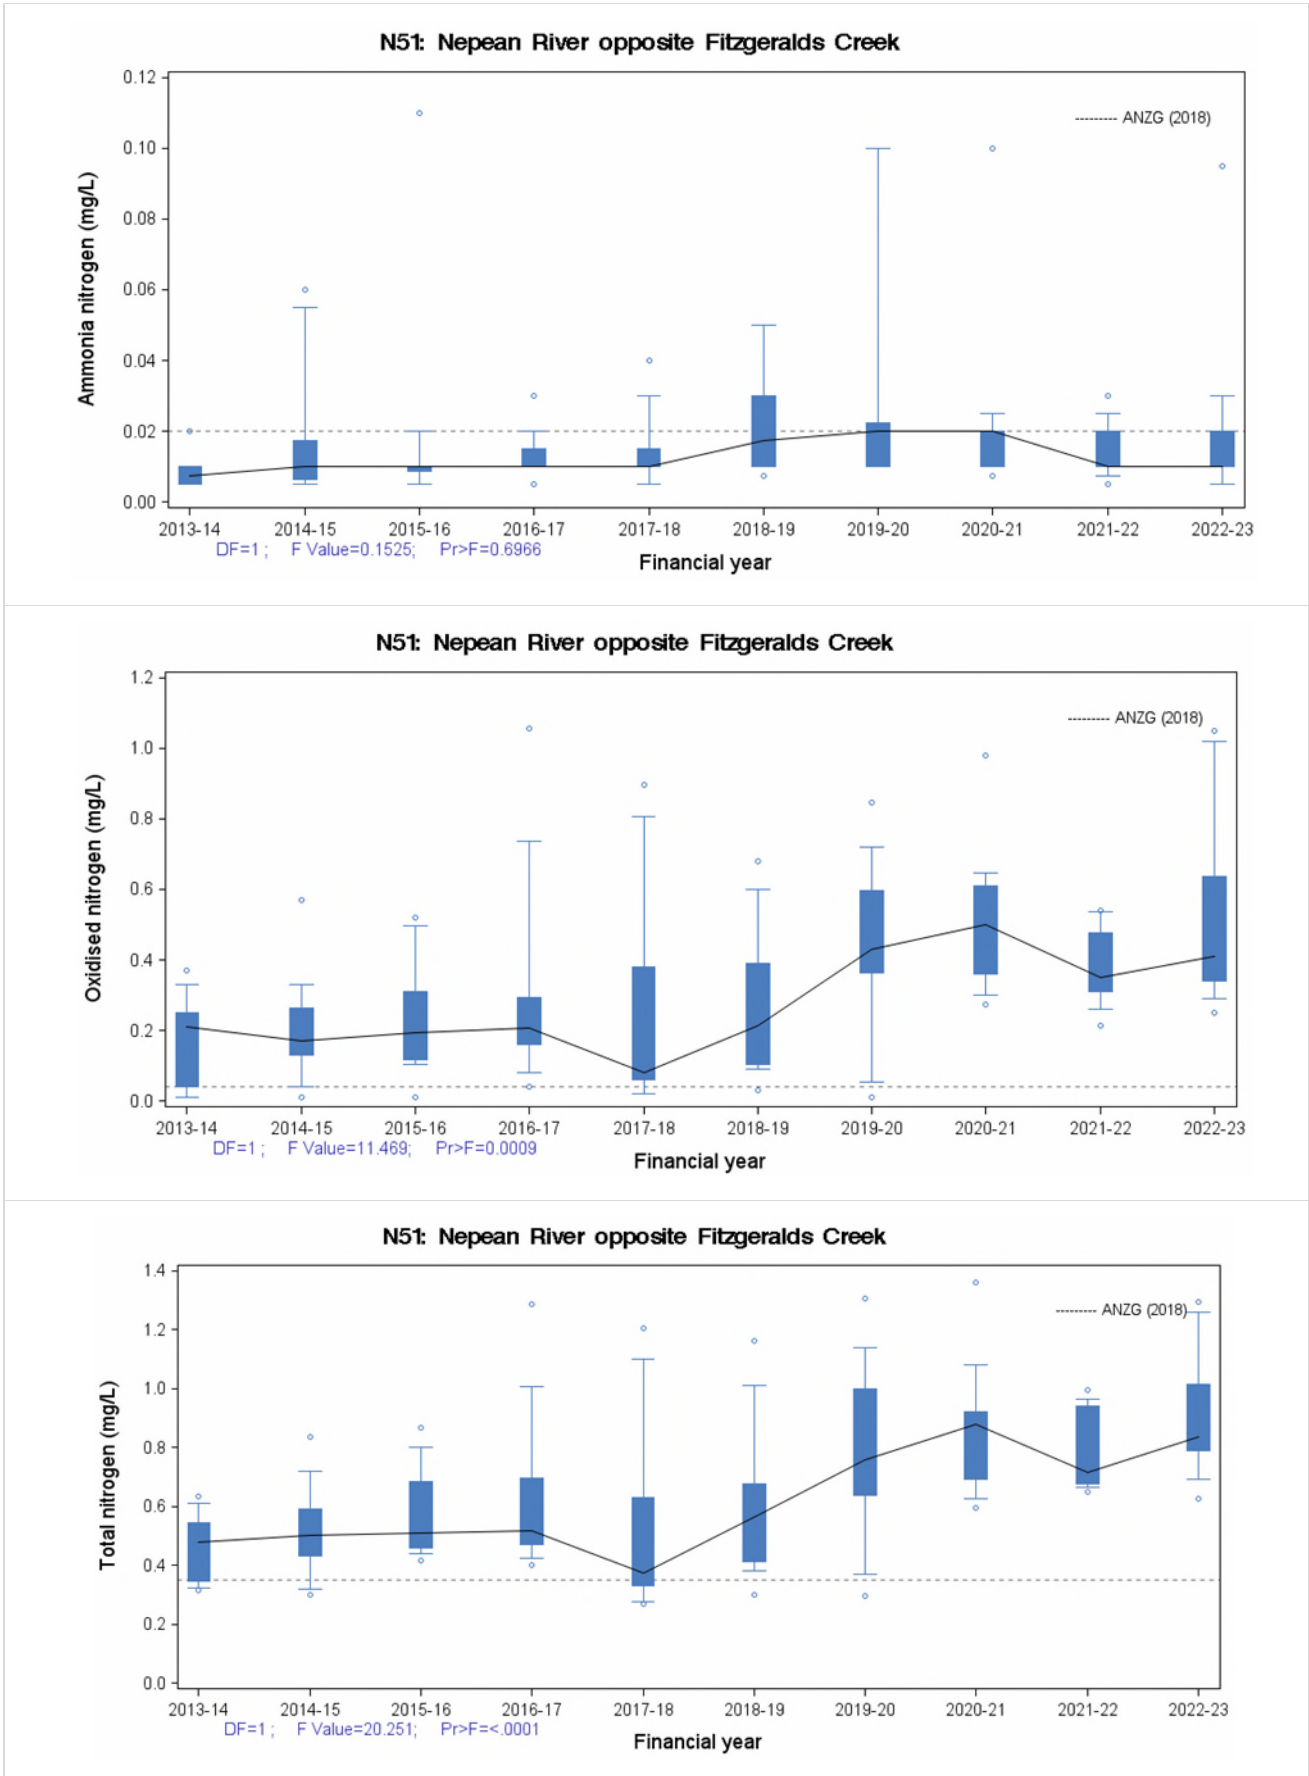 N51: Nepean River opposite Fitzgeralds Creek
0.12
ANZG (2018)
0.10
0.08
Ammonia nitrogen (mg/L)
0.06
0.04
0.02
0.00
2013-14 2014-15 2015-16 2016-17 2017-18 2018-19 2019-20 2020-21 2021-22 2022-23
DF=1 ; F Value=0.1525; Pr>F=0.6966
Financial year
N51: Nepean River opposite Fitzgeralds Creek
1.2
ANZG (2018)
1.0
0.8
Oxidised nitrogen (mg/L)
0.6
0.4
0.2
0.0
2013-14 2014-15 2015-16 2016-17 2017-18 2018-19 2019-20 2020-21 2021-22 2022-23
DF=1 ; F Value=11.469; Pr>F=0.0009
Financial year
N51: Nepean River opposite Fitzgeralds Creek
1.4
ANZG (2018)
1.2
1.0
0.8
Total nitrogen (mg/L)
0.6
0.4
0.2
0.0
2013-14 2014-15 2015-16 2016-17 2017-18 2018-19 2019-20 2020-21 2021-22 2022-23
DF=1 ; F Value=20.251; Pr>F=<.0001
Financial year